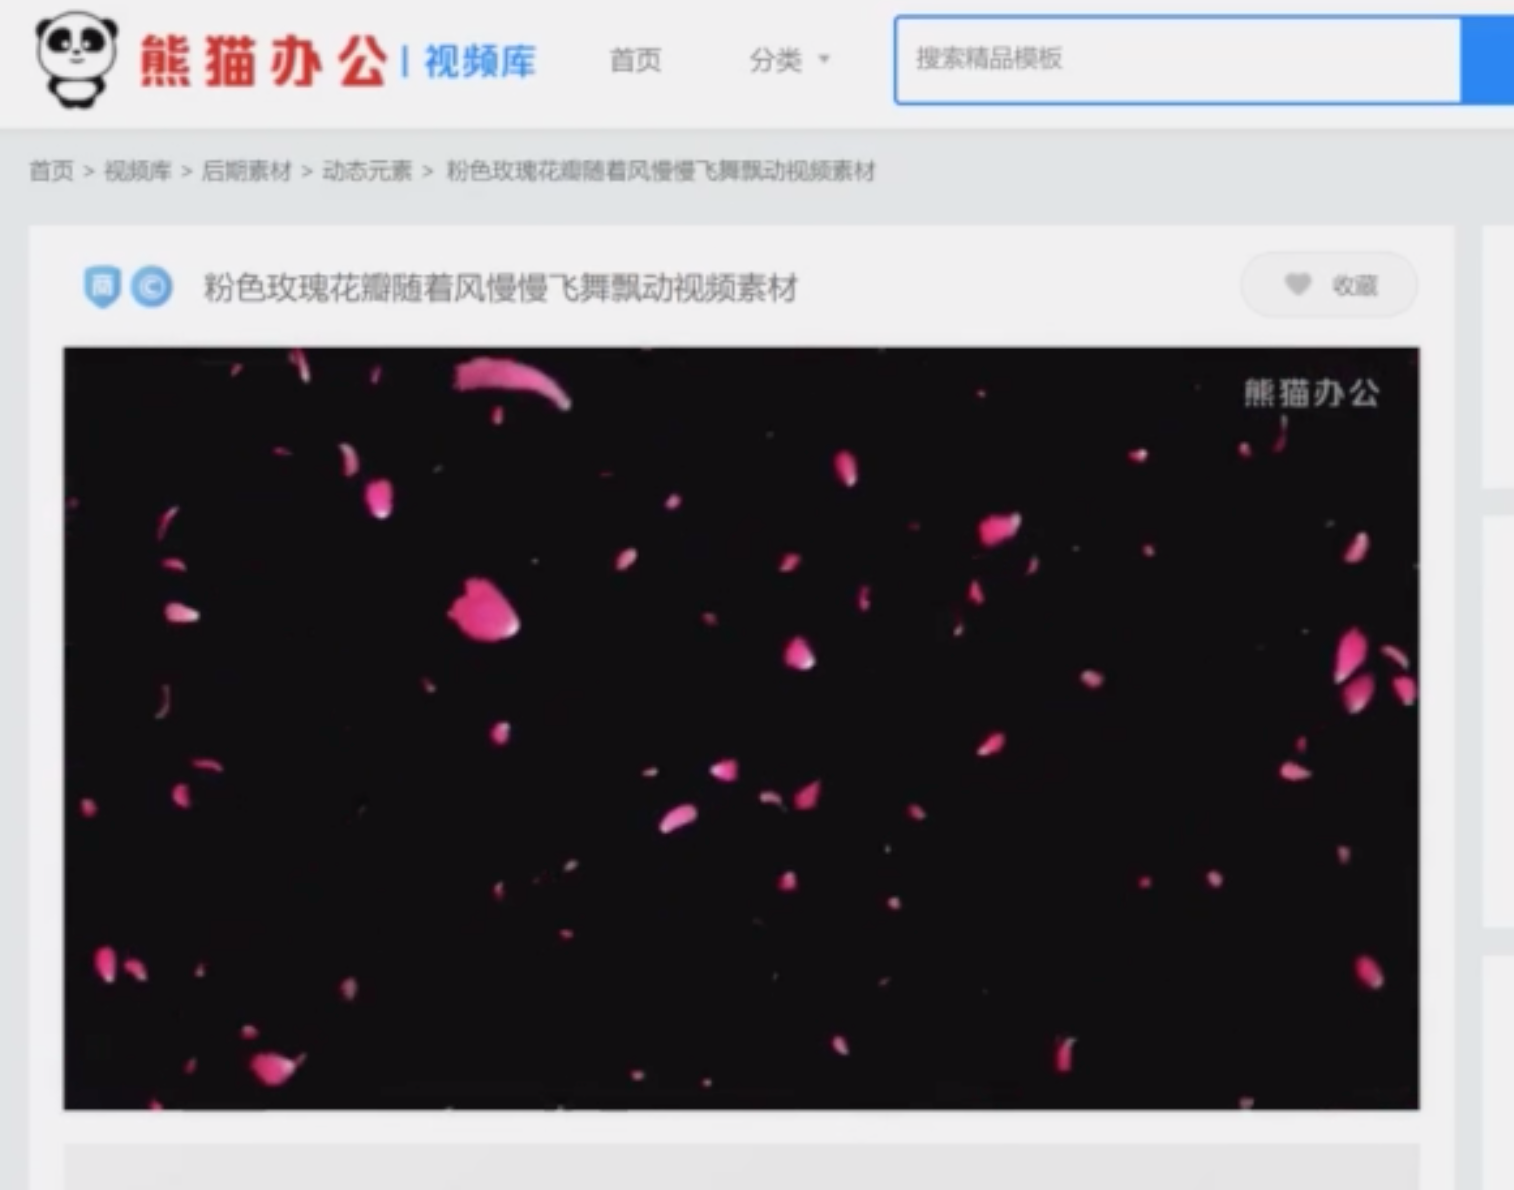 熊猫办公 | 视频库 首页 分类 搜索精品模板
首页 > 视频库 > 后期素材 > 动态元素 > 粉色玫瑰花瓣随着风慢慢飞舞飘动视频素材
商 © 粉色玫瑰花瓣随着风慢慢飞舞飘动视频素材 收藏
熊猫办公